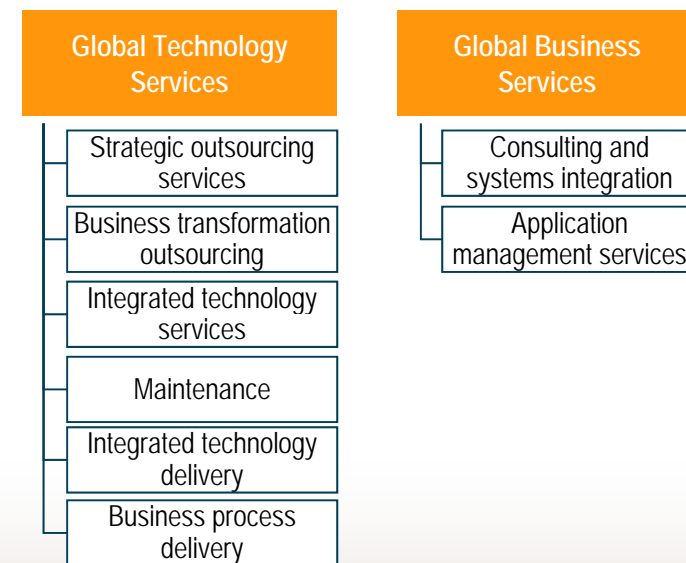 Global Technology
Services
Strategic outsourcing
services
Business transformation
outsourcing
Integrated technology
services
Maintenance
Integrated technology
delivery
Business process
delivery
Global Business
Services
Consulting and
systems integration
Application
management services